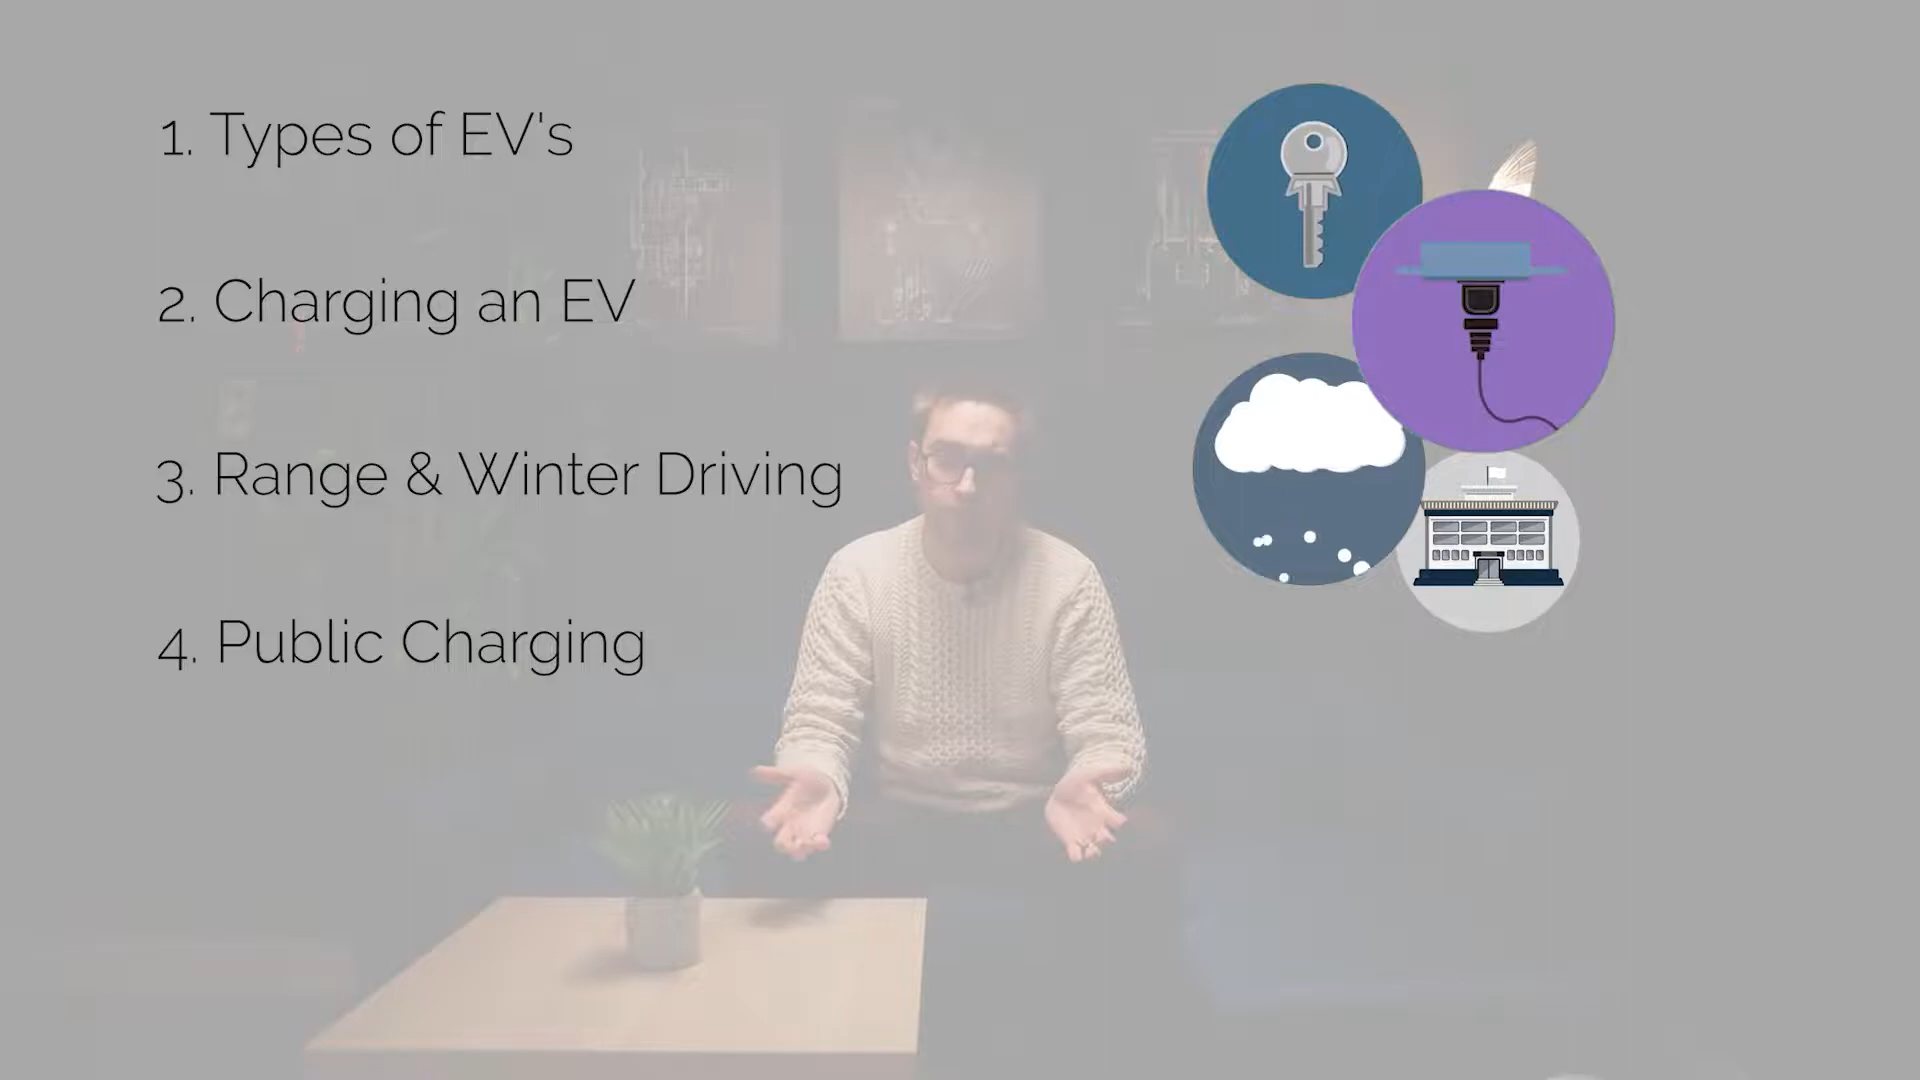 1. Types of EV's
2. Charging an EV
3. Range & Winter Driving
4. Public Charging